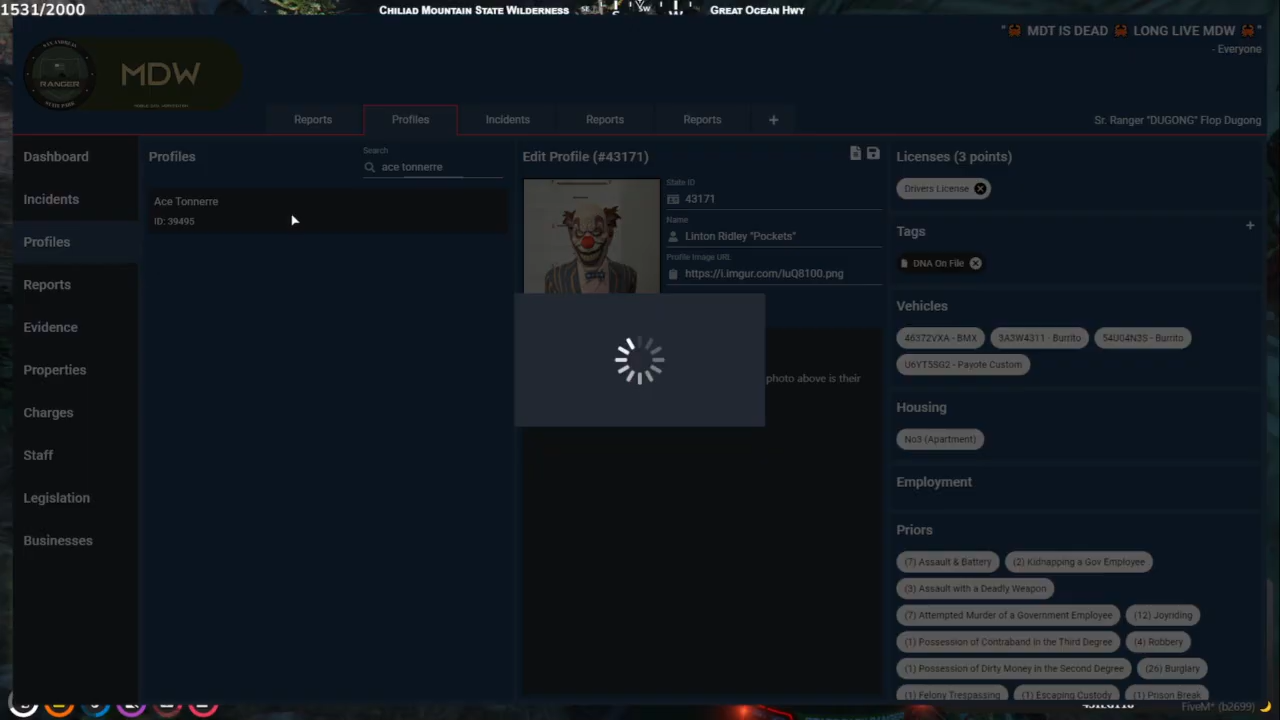 1531/2000
CHILIAD MOUNTAIN STATE WILDERNESS
SE
SW
GREAT OCEAN HWY
" MDT IS DEAD LONG LIVE MDW "
- Everyone
RANGER
MDW
Reports
Profiles
Incidents
Reports
Reports
+
Sr. Ranger "DUGONG" Flop Dugong
Dashboard
Incidents
Profiles
Reports
Evidence
Properties
Charges
Staff
Legislation
Businesses
Profiles
Search
ace tonnerre
Ace Tonnerre
ID: 39495
Edit Profile (#43171)
State ID
43171
Name
Linton Ridley "Pockets"
Profile Image URL
https://i.imgur.com/luQ8100.png
photo above is their
Licenses (3 points)
Drivers License
Tags
+
DNA On File
Vehicles
46372VXA - BMX
3A3W4311 - Burrito
54UG4N3S - Burrito
U6YT5SG2 - Payote Custom
Housing
No3 (Apartment)
Employment
Priors
(7) Assault & Battery
(2) Kidnapping a Gov Employee
(3) Assault with a Deadly Weapon
(7) Attempted Murder of a Government Employee
(12) Joyriding
(1) Possession of Contraband in the Third Degree
(4) Robbery
(1) Possession of Dirty Money in the Second Degree
(26) Burglary
(1) Felony Trespassing
(1) Escaping Custody
(1) Prison Break
FiveM* (b2699)